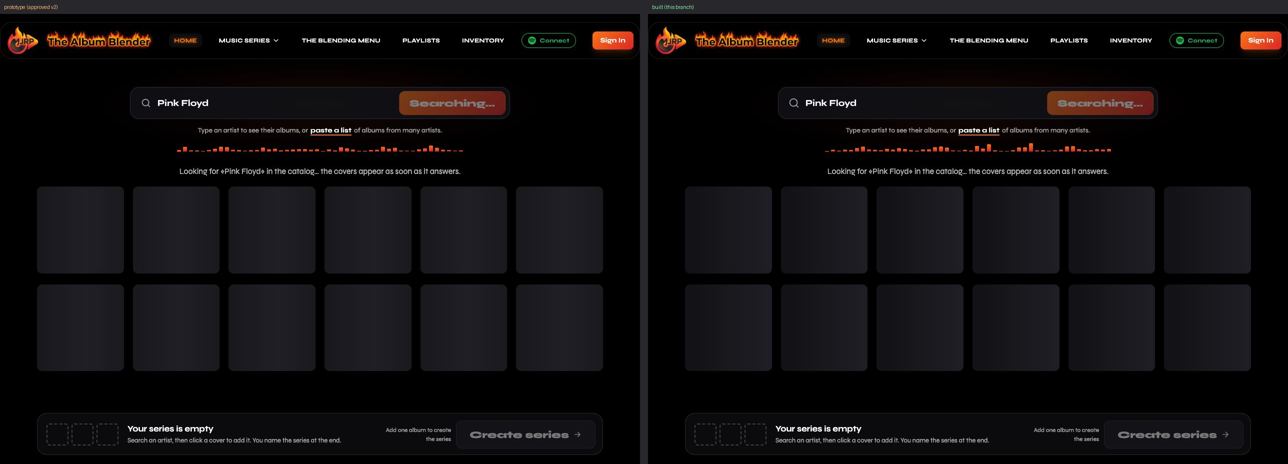 prototype (approved v2)
The Album Blender HOME MUSIC SERIES THE BLENDING MENU PLAYLISTS INVENTORY Connect Sign In
Pink Floyd Searching...
Type an artist to see their albums, or paste a list of albums from many artists.
Looking for «Pink Floyd» in the catalog… the covers appear as soon as it answers.
Your series is empty
Search an artist, then click a cover to add it. You name the series at the end.
Add one album to create
the series
Create series →
built (this branch)
The Album Blender HOME MUSIC SERIES THE BLENDING MENU PLAYLISTS INVENTORY Connect Sign In
Pink Floyd Searching...
Type an artist to see their albums, or paste a list of albums from many artists.
Looking for «Pink Floyd» in the catalog… the covers appear as soon as it answers.
Your series is empty
Search an artist, then click a cover to add it. You name the series at the end.
Add one album to create
the series
Create series →